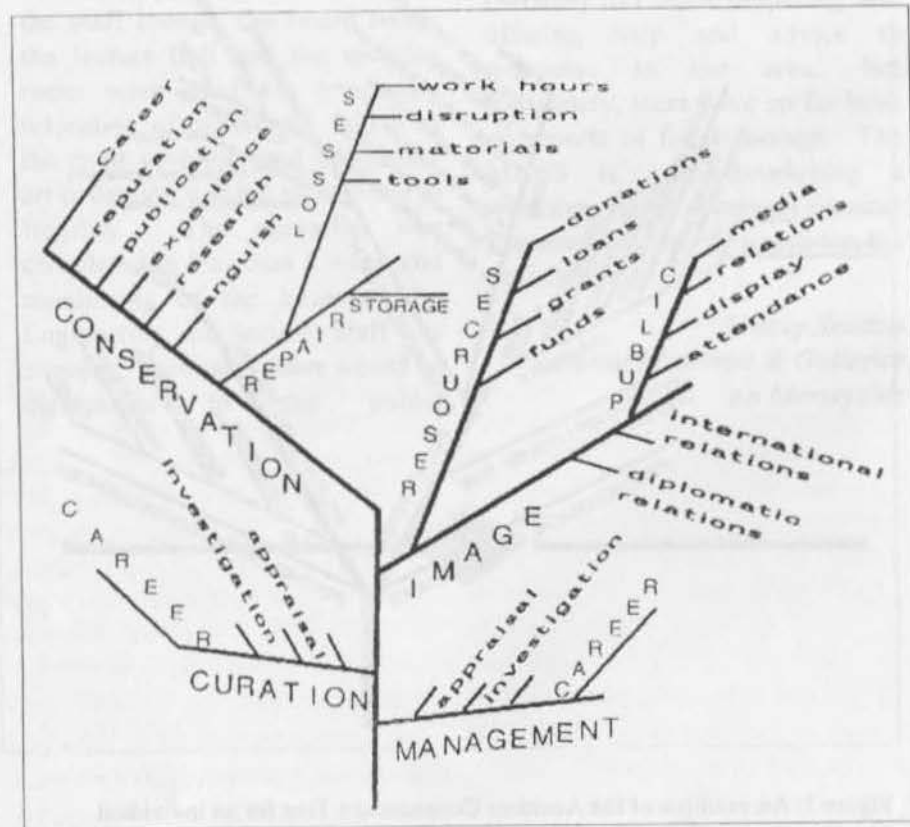 Cares
reputation
publication
experience
research
anguish
CONSERVATION
LOSSES
work hours
disruption
materials
tools
REPAIR
STORAGE
RESOURCES
donations
loans
grants
funds
PUBLIC
media
relations
display
attendance
international
relations
diplomatic
relations
IMAGE
CAREER
investigation
appraisal
CURATION
appraisal
investigation
CAREER
MANAGEMENT